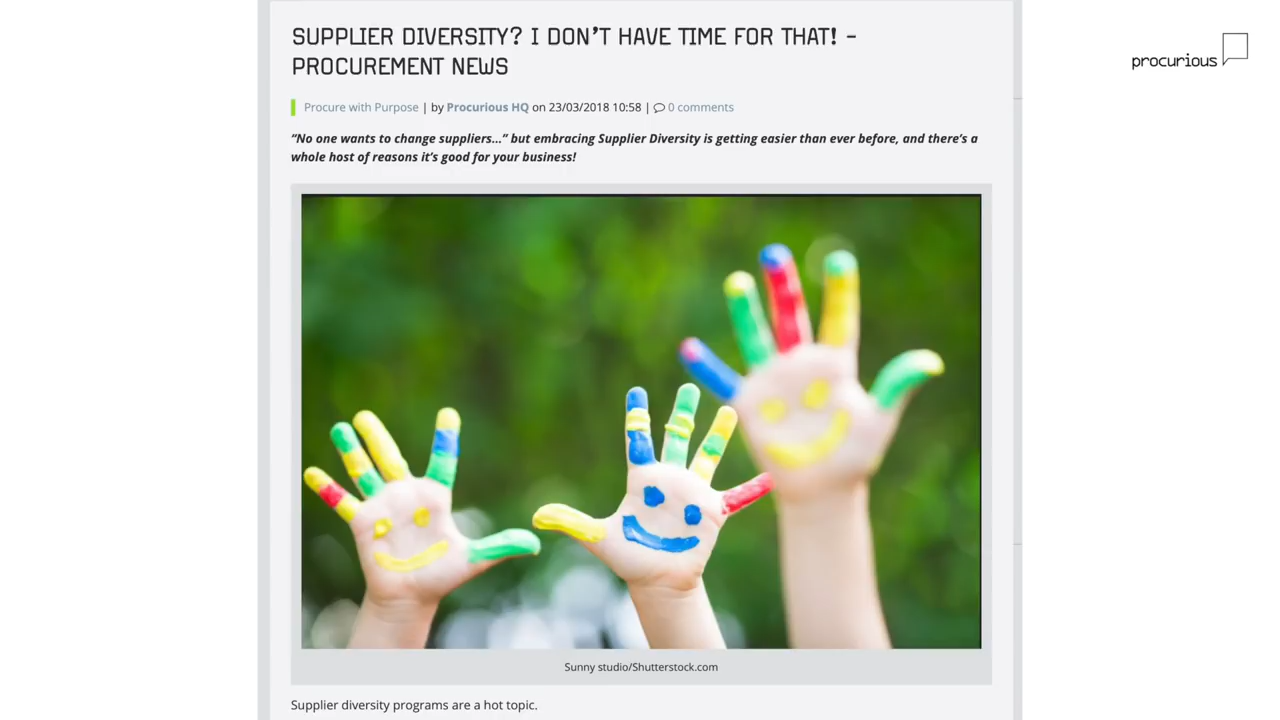 SUPPLIER DIVERSITY? I DON’T HAVE TIME FOR THAT! –
PROCUREMENT NEWS
procurious
Procure with Purpose | by Procurious HQ on 23/03/2018 10:58 | 0 comments
“No one wants to change suppliers…” but embracing Supplier Diversity is getting easier than ever before, and there’s a
whole host of reasons it’s good for your business!
Sunny studio/Shutterstock.com
Supplier diversity programs are a hot topic.